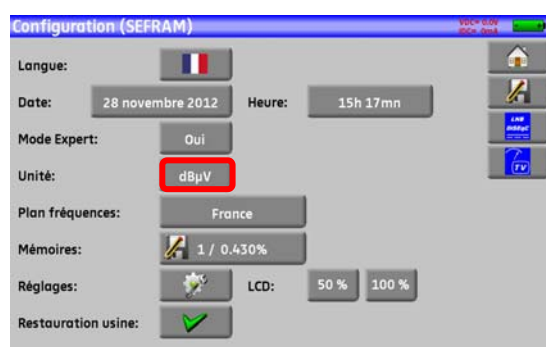 Configuration (SEFRAM)
VDC= 0.0V
IDC= 0mA
Langue:
Date: 28 novembre 2012 Heure: 15h 17mn
LNB
DiSEqC
Mode Expert: Oui
TV
Unité: dBµV
Plan fréquences: France
Mémoires: 1 / 0.430%
Réglages: LCD: 50 % 100 %
Restauration usine: